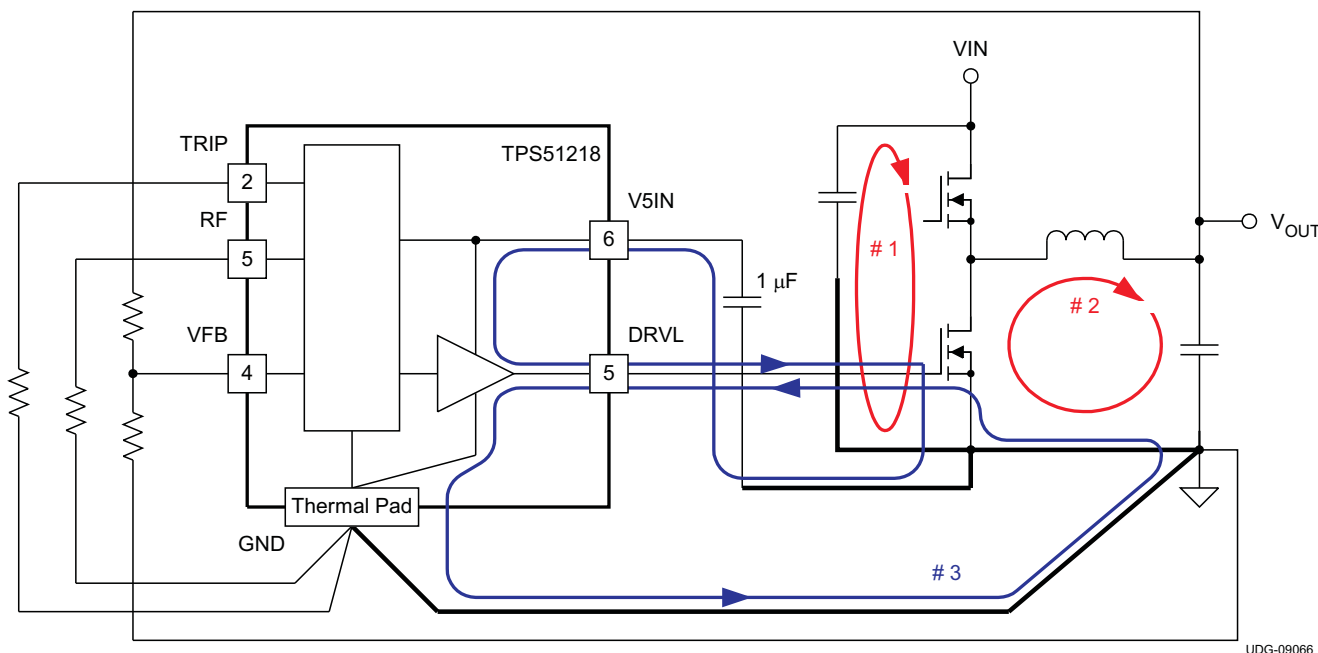 VIN
TRIP
TPS51218
2
V5IN
RF
6
# 1
VOUT
5
1 μF
# 2
VFB
DRVL
4
5
Thermal Pad
GND
# 3
UDG-09066